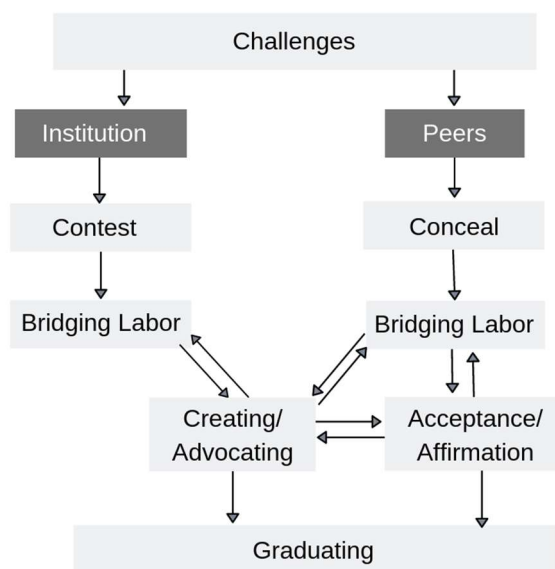 Challenges
Institution
Peers
Contest
Conceal
Bridging Labor
Bridging Labor
Creating/
Advocating
Acceptance/
Affirmation
Graduating